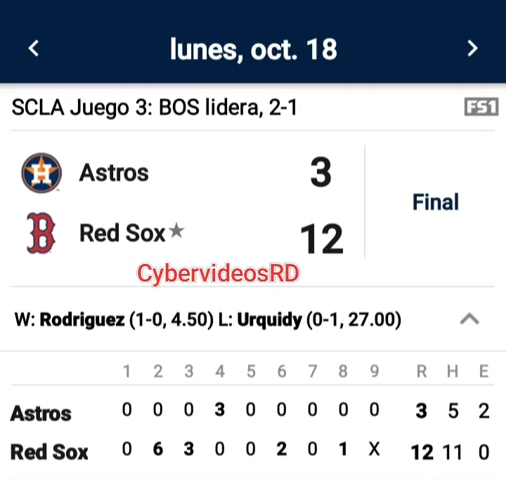 < lunes, oct. 18 >
SCLA Juego 3: BOS lidera, 2-1 FS1
H Astros 3
Final
B Red Sox★ 12
CybervideosRD
W: Rodriguez (1-0, 4.50) L: Urquidy (0-1, 27.00)
1 2 3 4 5 6 7 8 9 R H E
Astros 0 0 0 3 0 0 0 0 0 3 5 2
Red Sox 0 6 3 0 0 2 0 1 X 12 11 0